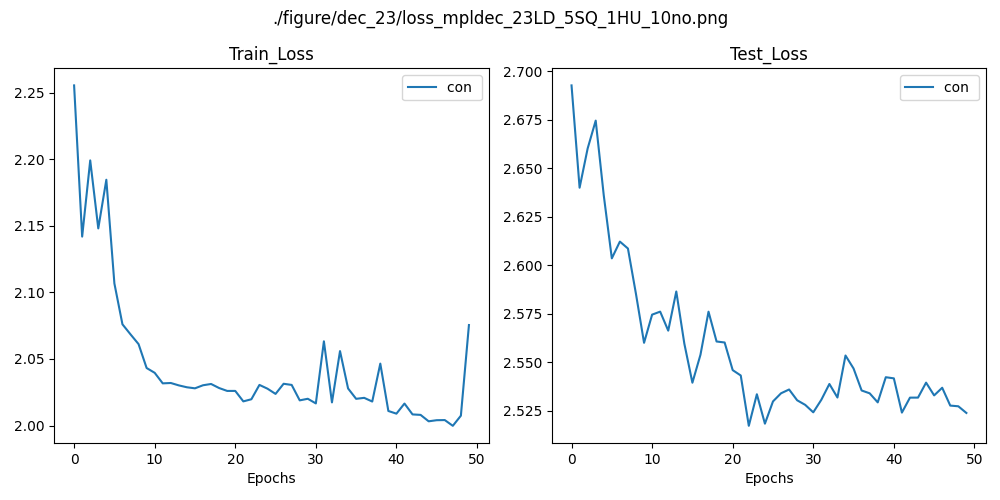 ./figure/dec_23/loss_mpldec_23LD_5SQ_1HU_10no.png
Train_Loss
con
2.25
2.20
2.15
2.10
2.05
2.00
0 10 20 30 40 50
Epochs
Test_Loss
con
2.700
2.675
2.650
2.625
2.600
2.575
2.550
2.525
0 10 20 30 40 50
Epochs